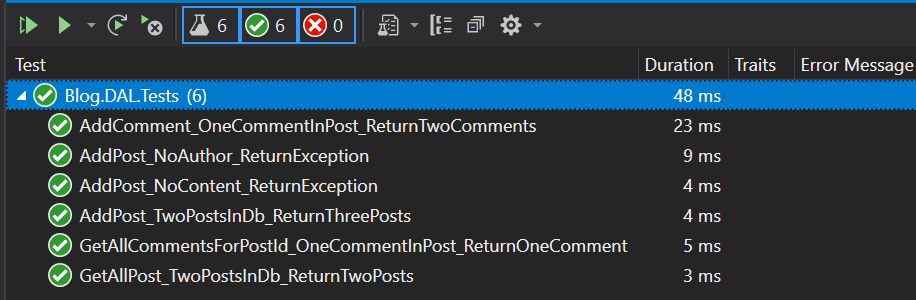 6 6 0
Test Duration Traits Error Message
Blog.DAL.Tests (6) 48 ms
AddComment_OneCommentInPost_ReturnTwoComments 23 ms
AddPost_NoAuthor_ReturnException 9 ms
AddPost_NoContent_ReturnException 4 ms
AddPost_TwoPostsInDb_ReturnThreePosts 4 ms
GetAllCommentsForPostId_OneCommentInPost_ReturnOneComment 5 ms
GetAllPost_TwoPostsInDb_ReturnTwoPosts 3 ms